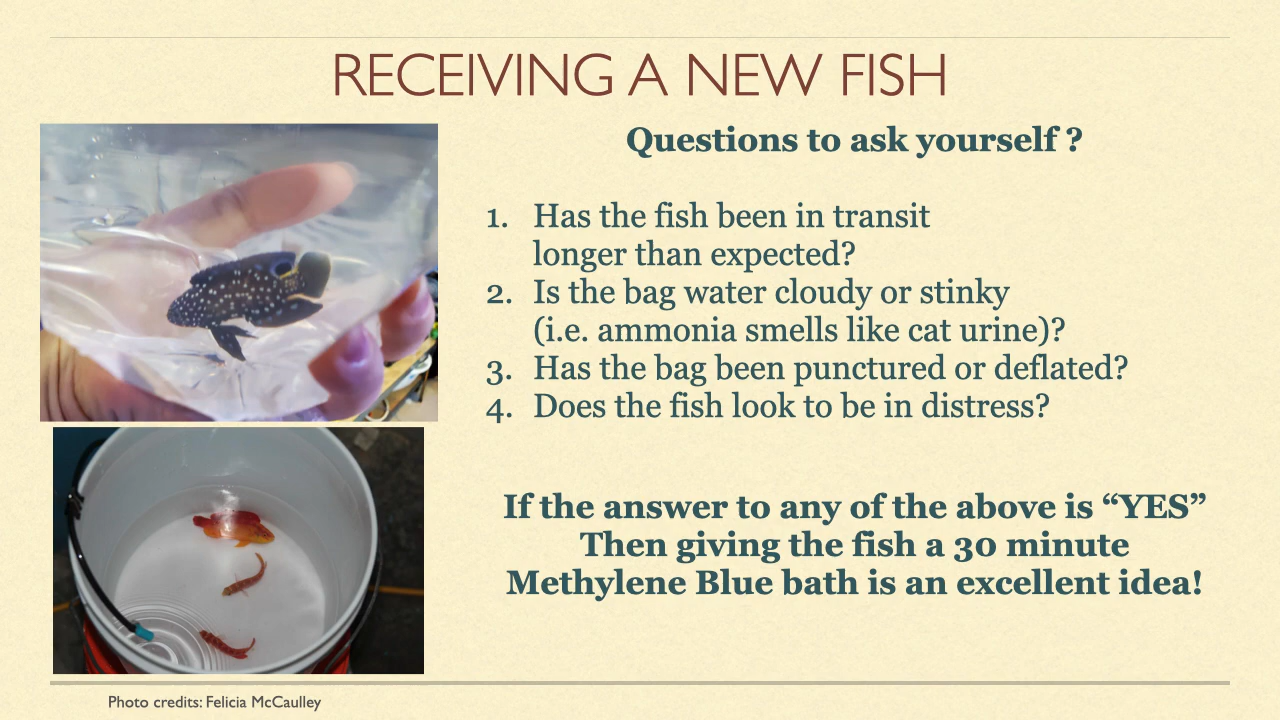 RECEIVING A NEW FISH
Questions to ask yourself ?
1. Has the fish been in transit
longer than expected?
2. Is the bag water cloudy or stinky
(i.e. ammonia smells like cat urine)?
3. Has the bag been punctured or deflated?
4. Does the fish look to be in distress?
If the answer to any of the above is “YES”
Then giving the fish a 30 minute
Methylene Blue bath is an excellent idea!
Photo credits: Felicia McCaulley